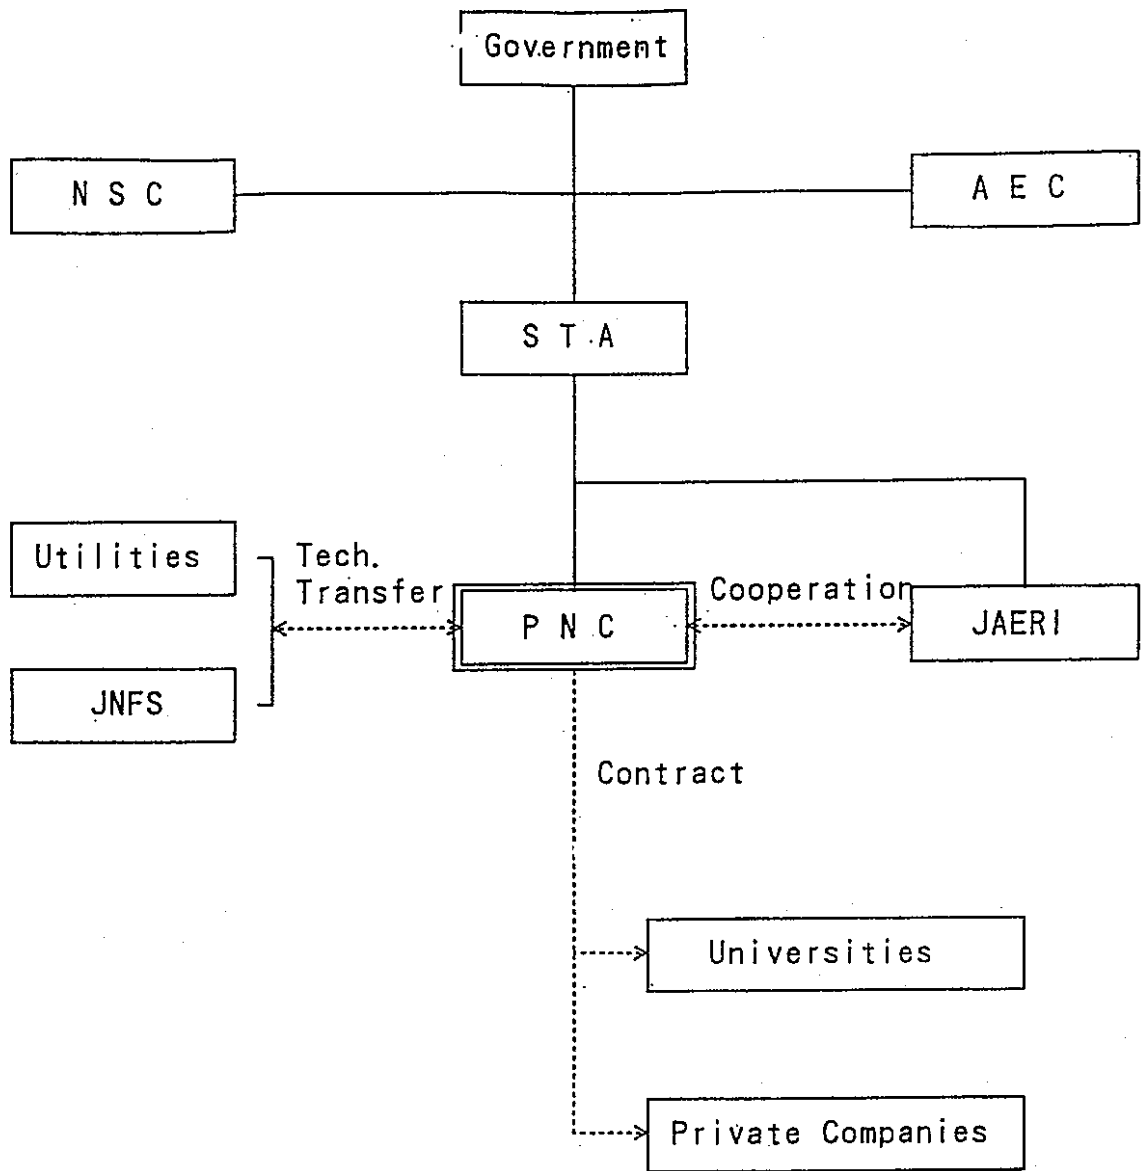 Government
N S C
A E C
S T A
Utilities
Tech.
Transfer
P N C
Cooperation
JAERI
JNFS
Contract
Universities
Private Companies